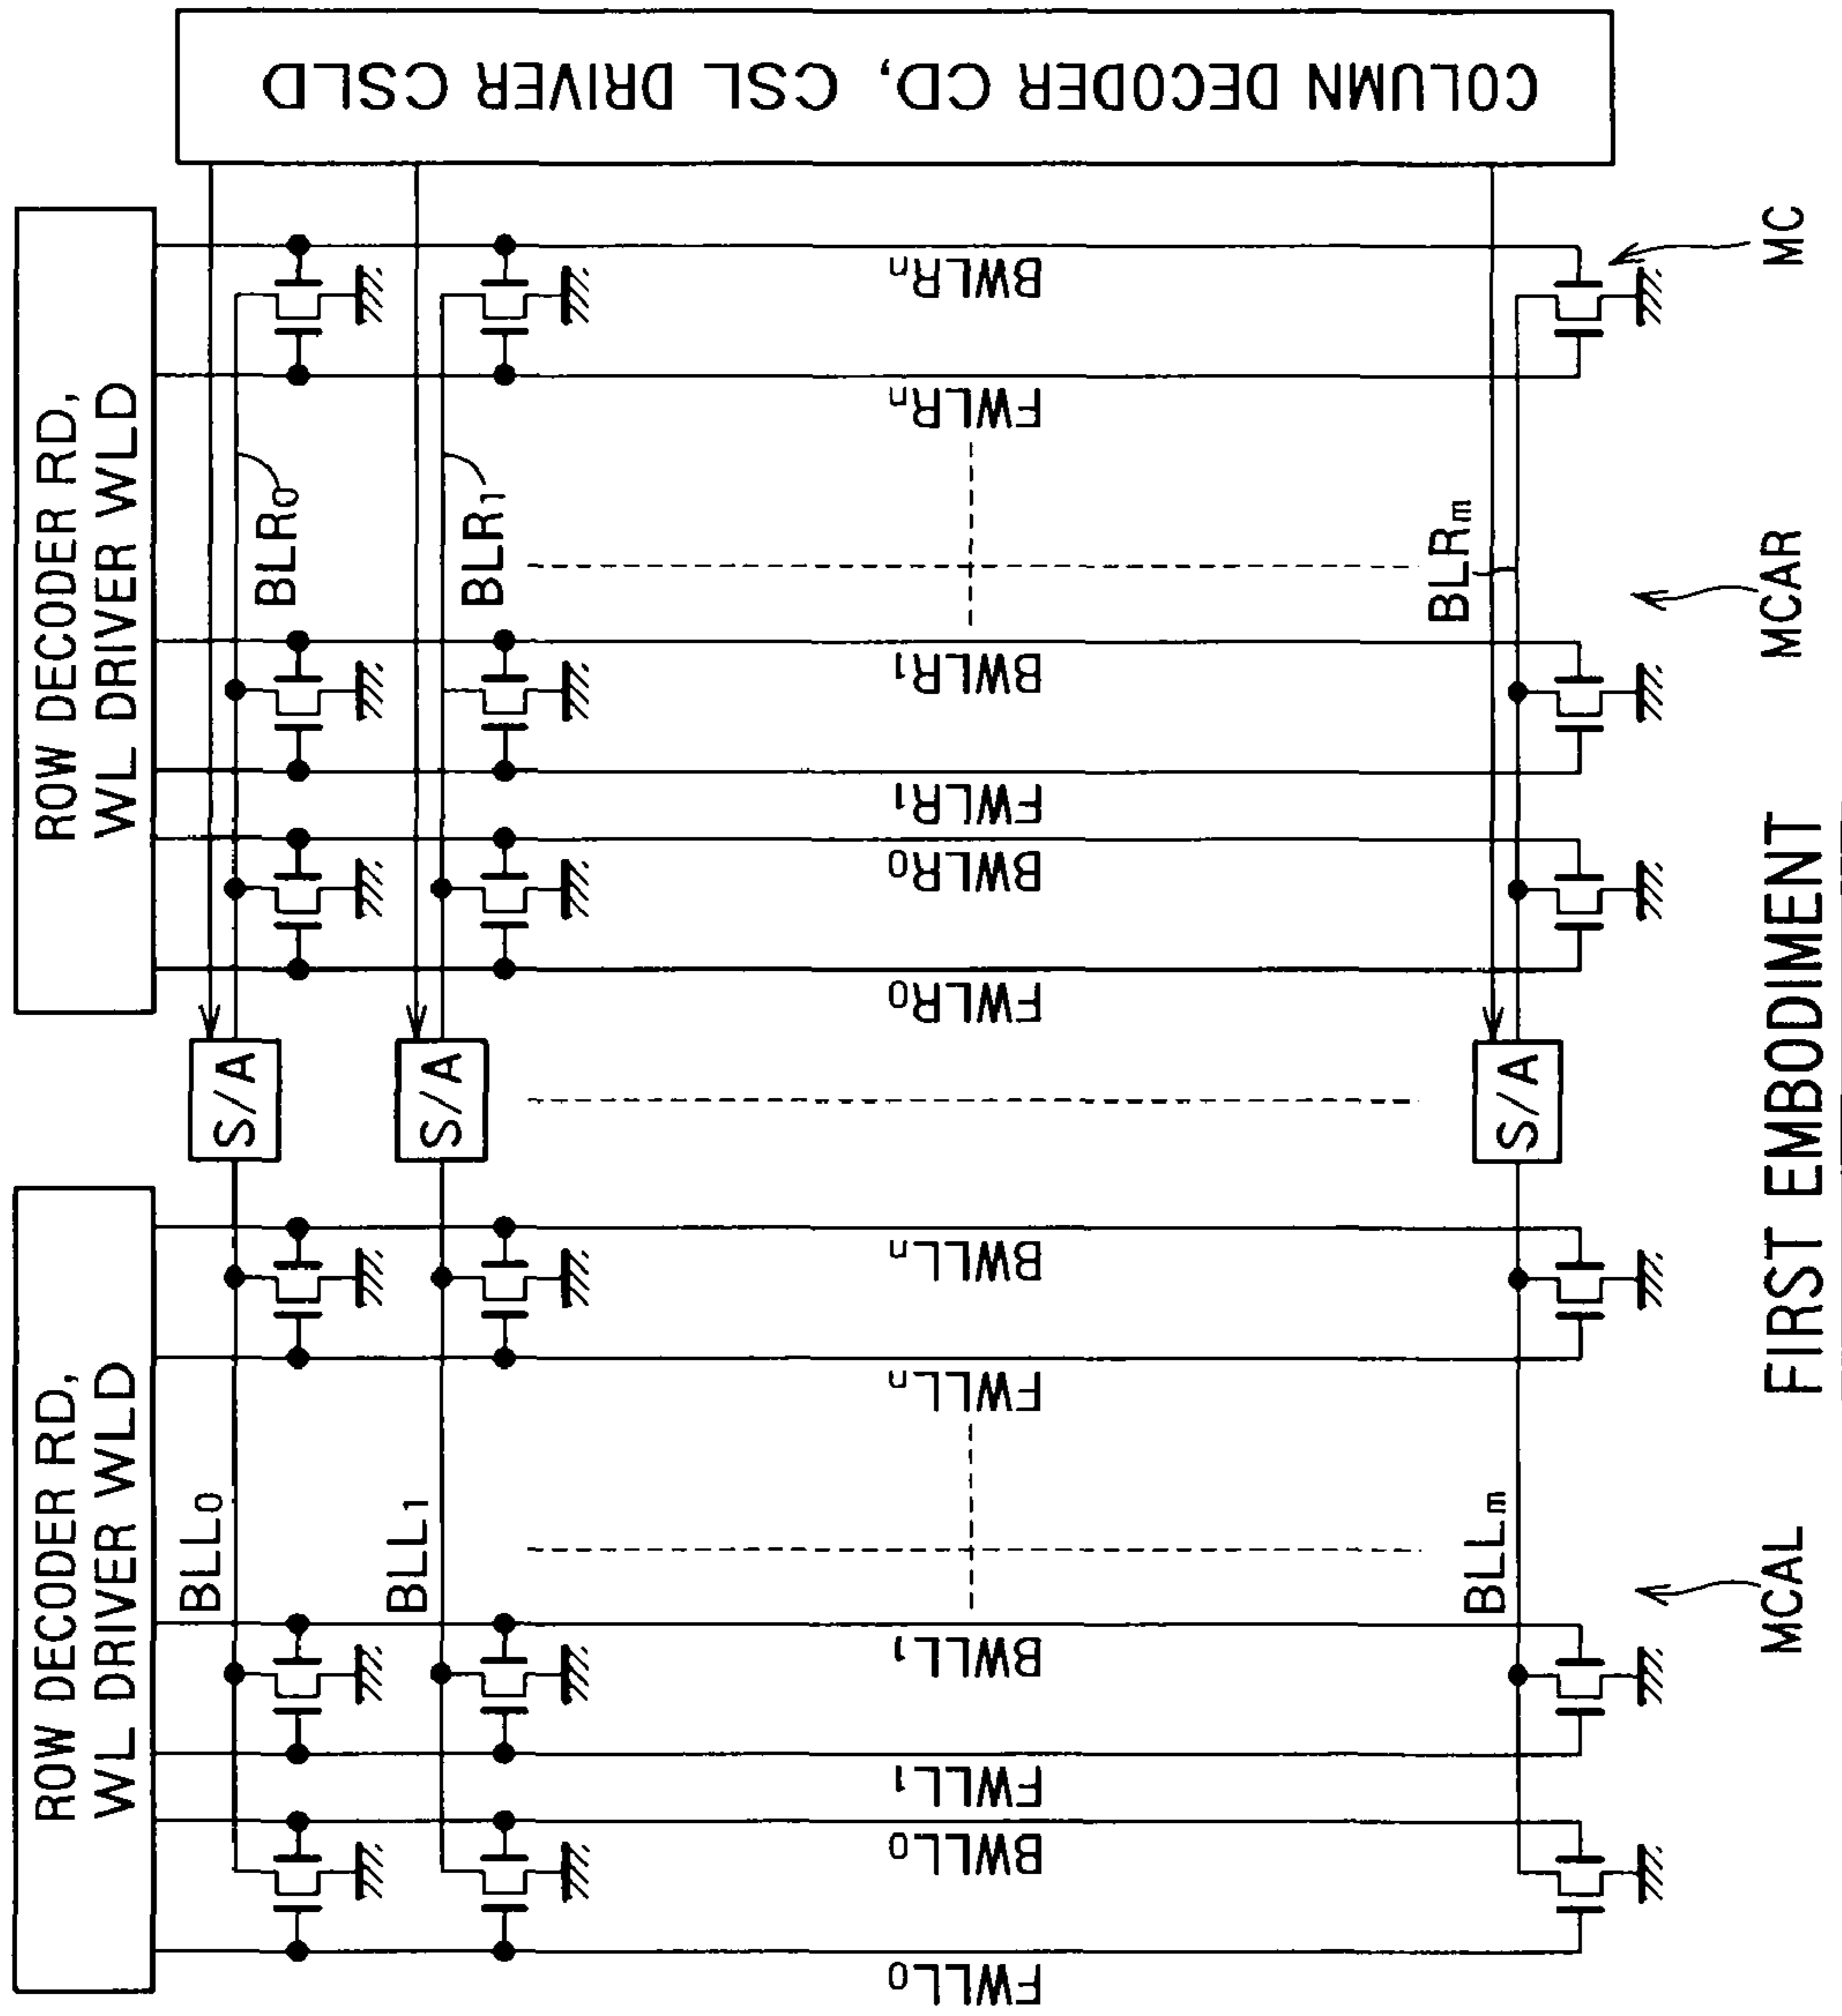 COLUMN DECODER CD, CSL DRIVER CSLD
ROW DECODER RD,
WL DRIVER WLD
ROW DECODER RD,
WL DRIVER WLD
BLL0
BLL1
BLLm
BLR0
BLR1
BLRm
S/A
S/A
S/A
FWLL0
BWLL0
FWLL1
BWLL1
FWLLn
BWLLn
FWLR0
BWLR0
FWLR1
BWLR1
FWLRn
BWLRn
MCAL
MCAR
MC
FIRST EMBODIMENT